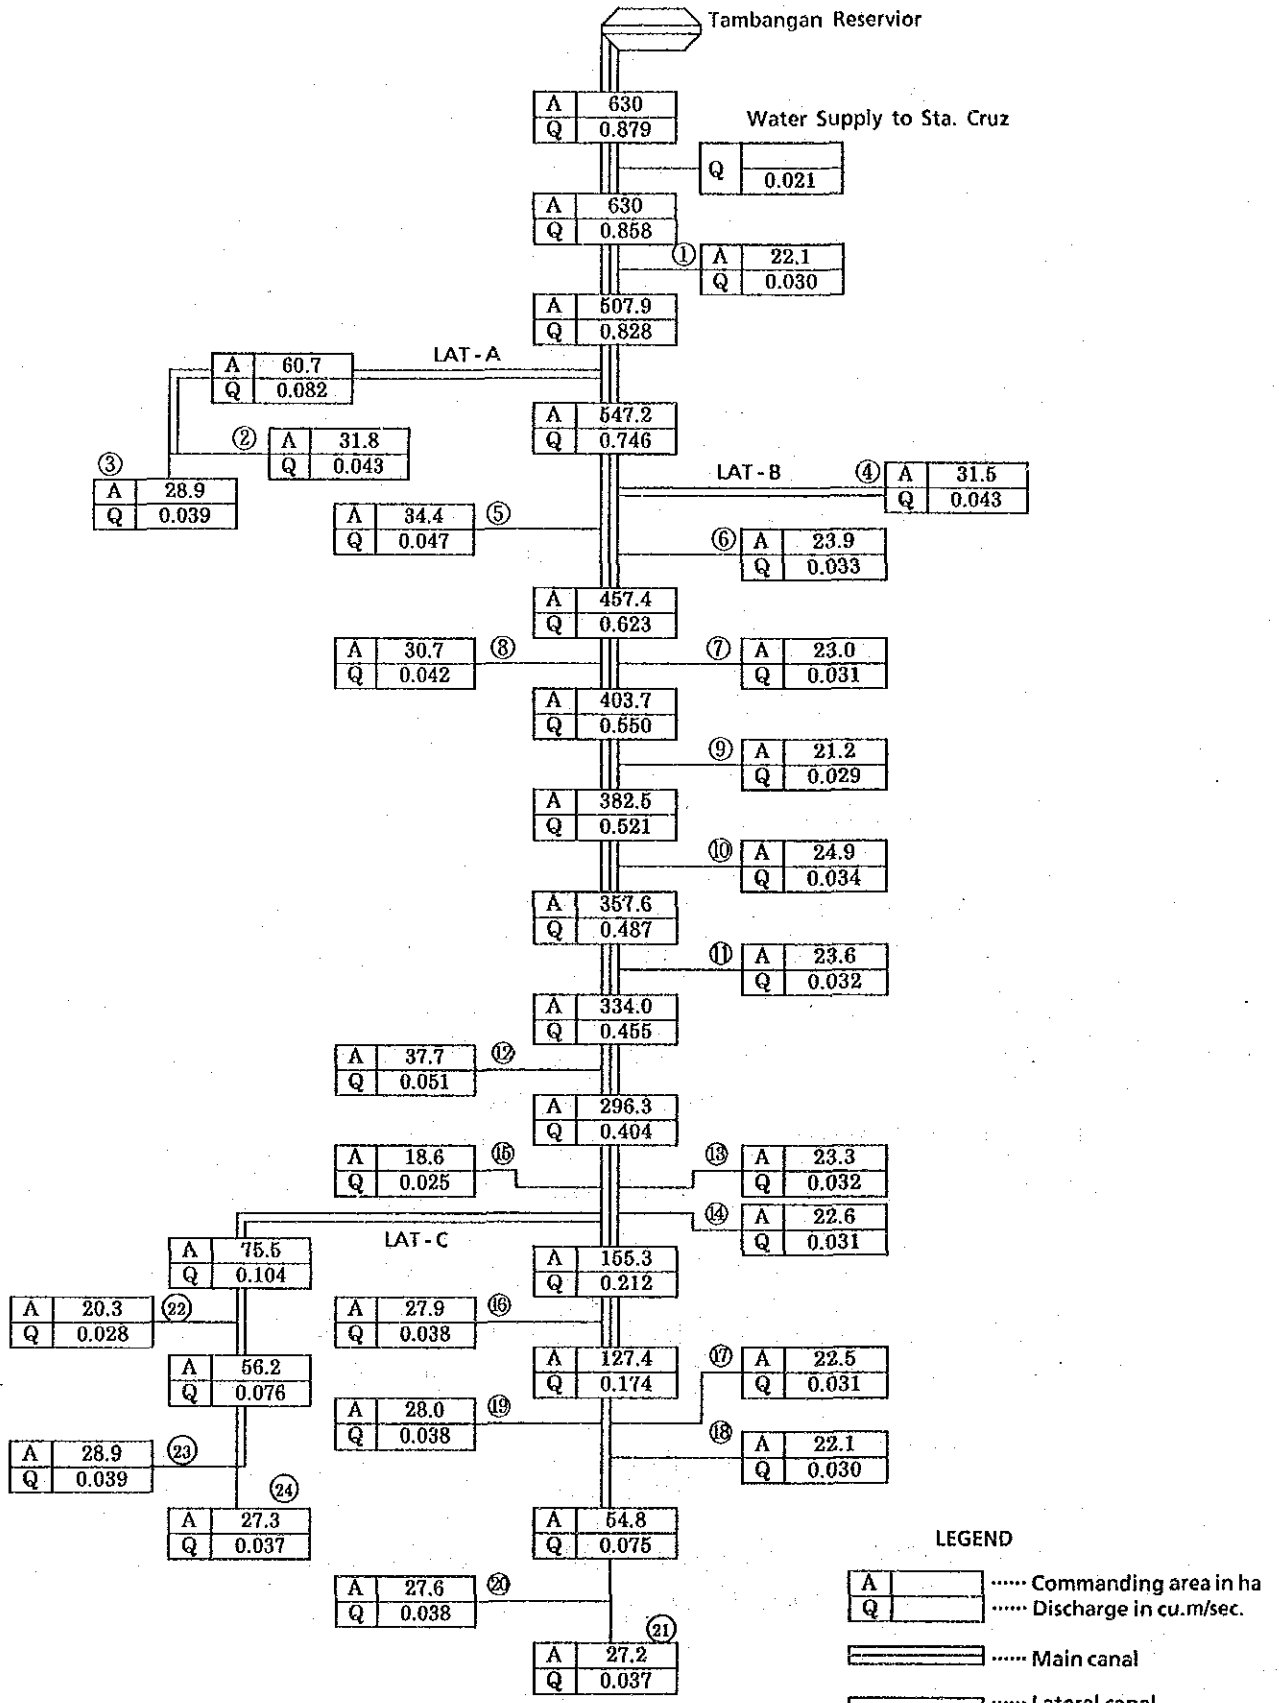 Tambangan Reservior
A 630
Q 0.879
Water Supply to Sta. Cruz
Q 0.021
A 630
Q 0.858
① A 22.1
Q 0.030
A 507.9
Q 0.828
LAT-A
A 60.7
Q 0.082
A 547.2
Q 0.746
② A 31.8
Q 0.043
③
A 28.9
Q 0.039
LAT-B
④ A 31.5
Q 0.043
A 34.4 ⑤
Q 0.047
⑥ A 23.9
Q 0.033
A 457.4
Q 0.623
A 30.7 ⑧
Q 0.042
⑦ A 23.0
Q 0.031
A 403.7
Q 0.550
⑨ A 21.2
Q 0.029
A 382.5
Q 0.521
⑩ A 24.9
Q 0.034
A 357.6
Q 0.487
⑪ A 23.6
Q 0.032
A 334.0
Q 0.455
A 37.7 ⑫
Q 0.051
A 296.3
Q 0.404
A 18.6 ⑮
Q 0.025
⑬ A 23.3
Q 0.032
⑭ A 22.6
Q 0.031
LAT-C
A 75.5
Q 0.104
A 155.3
Q 0.212
A 20.3 ㉒
Q 0.028
A 27.9 ⑯
Q 0.038
A 56.2
Q 0.076
A 127.4
Q 0.174
⑰ A 22.5
Q 0.031
A 28.0 ⑲
Q 0.038
⑱ A 22.1
Q 0.030
A 28.9 ㉓
Q 0.039
㉔
A 27.3
Q 0.037
A 54.8
Q 0.075
A 27.6 ⑳
Q 0.038
㉑
A 27.2
Q 0.037
LEGEND
A ...... Commanding area in ha
Q ...... Discharge in cu.m/sec.
...... Main canal
...... Lateral canal